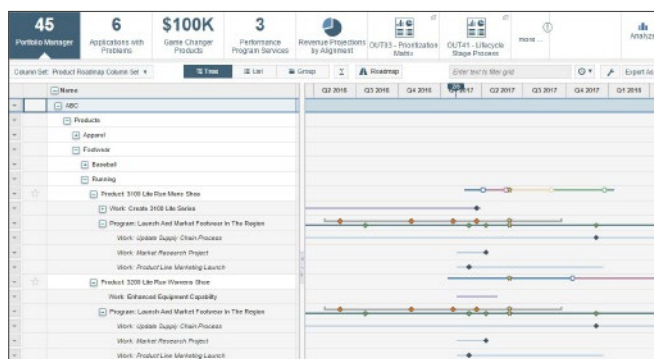 45
Portfolio Manager
6
Applications with Problems
$100K
Game Changer Products
3
Performance Program Services
Revenue Projections by Alignment
OUT03 - Prioritization Matrix
OUT41 - Lifecycle Stage Process
more ...
Analyze
Column Set: Product Roadmap Column Set
Tree
List
Group
Σ
Roadmap
Enter text to filter grid
Export As
Name
Q2 2016 Q3 2016 Q4 2016 2017 Q2 2017 Q3 2017 Q4 2017 Q1 2018
ABC
Products
Apparel
Footwear
Baseball
Running
Product: 3100 Lite Run Mens Shoe
Work: Create 3100 Lite Series
Program: Launch And Market Footwear In The Region
Work: Update Supply Chain Process
Work: Market Research Project
Work: Product Line Marketing Launch
Product: 3200 Lite Run Womens Shoe
Work: Enhanced Equipment Capability
Program: Launch And Market Footwear In The Region
Work: Update Supply Chain Process
Work: Market Research Project
Work: Product Line Marketing Launch